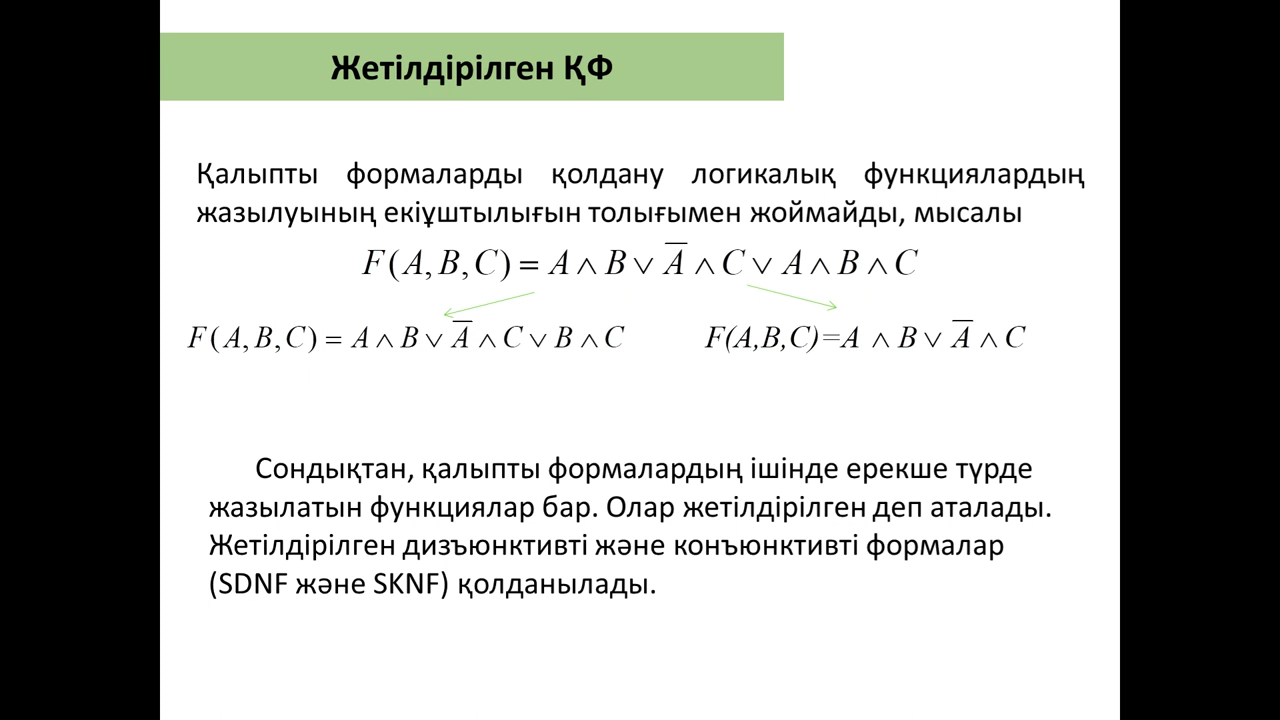 Жетілдірілген ҚФ
Қалыпты формаларды қолдану логикалық функциялардың
жазылуының екіұштылығын толығымен жоймайды, мысалы
F(A,B,C) = A ∧ B ∨ A̅ ∧ C ∨ A ∧ B ∧ C
F(A,B,C) = A ∧ B ∨ A̅ ∧ C ∨ B ∧ C
F(A,B,C)=A ∧ B ∨ A̅ ∧ C
Сондықтан, қалыпты формалардың ішінде ерекше түрде
жазылатын функциялар бар. Олар жетілдірілген деп аталады.
Жетілдірілген дизъюнктивті және конъюнктивті формалар
(SDNF және SKNF) қолданылады.